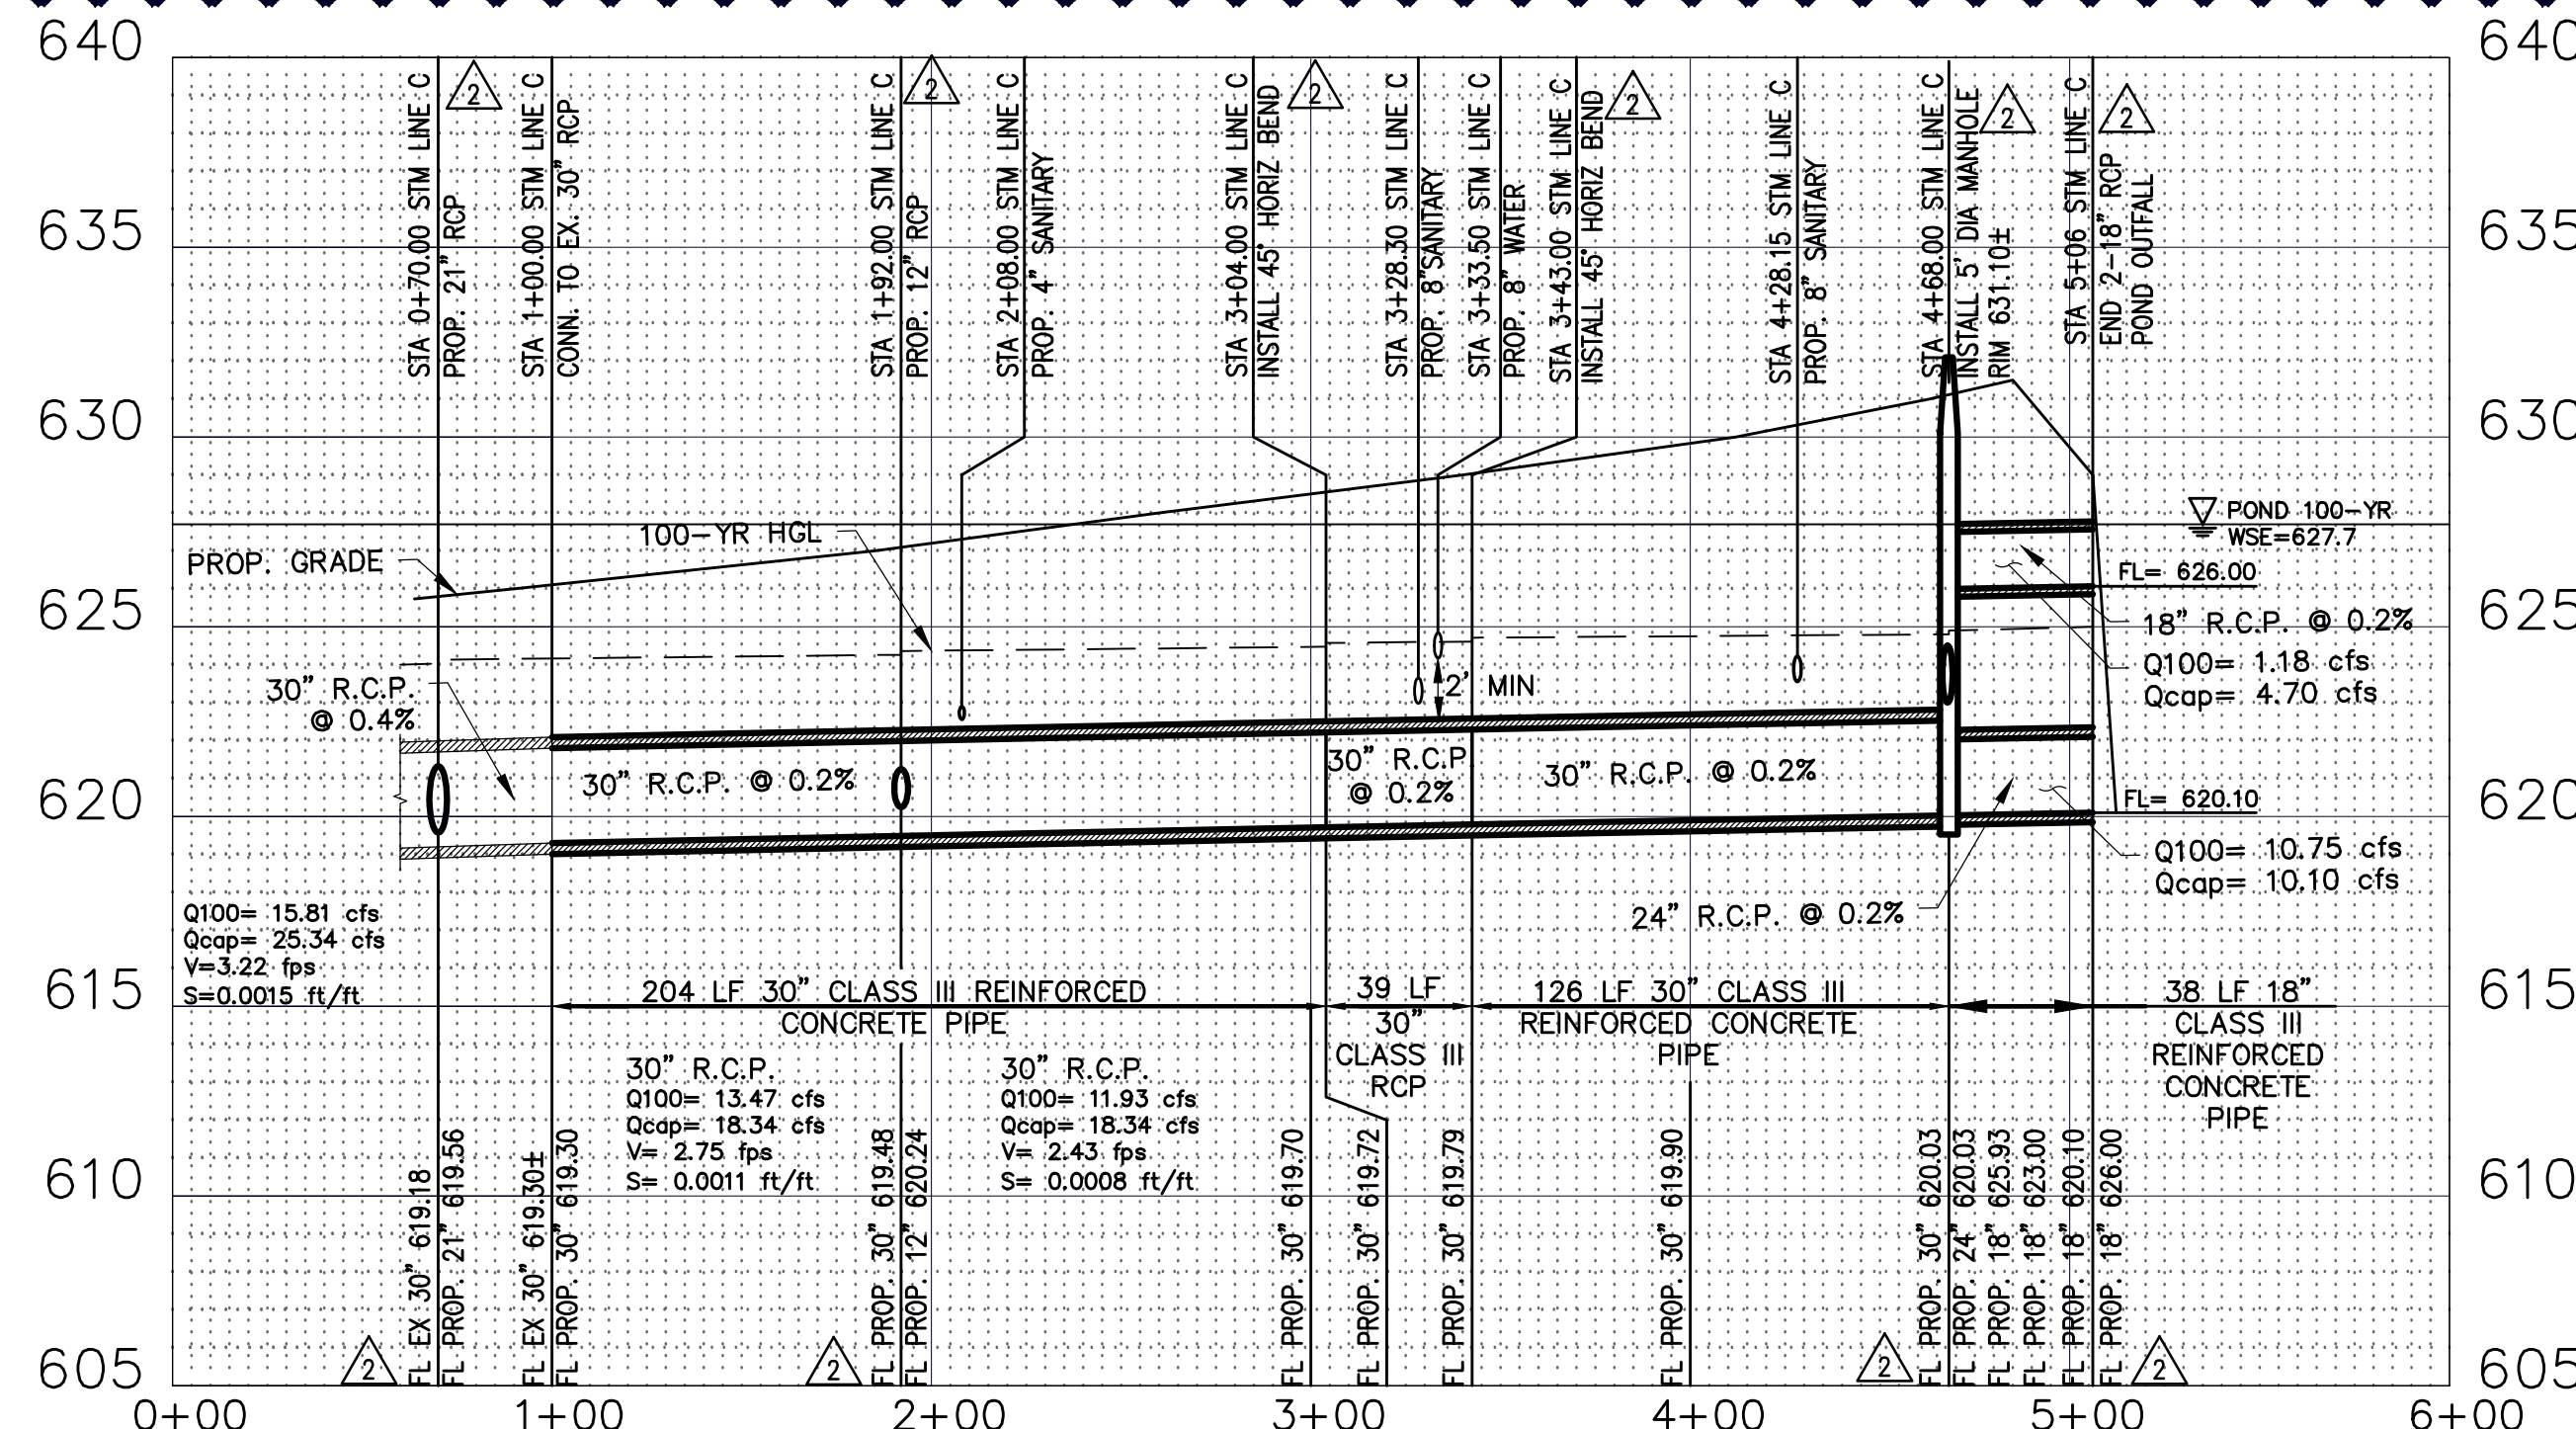 640
640
635
635
630
630
625
625
620
620
615
615
610
610
605
605
STA 0+70.00 STM LINE C
PROP. 21" RCP
2
STA 1+00.00 STM LINE C
CONN. TO EX. 30" RCP
STA 1+92.00 STM LINE C
PROP. 12" RCP
2
STA 2+08.00 STM LINE C
PROP. 4" SANITARY
STA 3+04.00 STM LINE C
INSTALL 45° HORIZ BEND
2
STA 3+28.30 STM LINE C
PROP. 8"SANITARY
STA 3+33.50 STM LINE C
PROP. 8" WATER
STA 3+43.00 STM LINE C
INSTALL 45° HORIZ BEND
2
STA 4+28.15 STM LINE C
PROP. 8" SANITARY
STA 4+68.00 STM LINE C
INSTALL 5' DIA MANHOLE
RIM 631.10±
2
STA 5+06 STM LINE C
END 2-18" RCP
POND OUTFALL
2
PROP. GRADE
100-YR HGL
POND 100-YR
WSE=627.7
FL= 626.00
18" R.C.P. @ 0.2%
Q100= 1.18 cfs
Qcap= 4.70 cfs
30" R.C.P.
@ 0.4%
2' MIN
30" R.C.P. @ 0.2%
30" R.C.P.
@ 0.2%
30" R.C.P. @ 0.2%
FL= 620.10
Q100= 10.75 cfs
Qcap= 10.10 cfs
24" R.C.P. @ 0.2%
Q100= 15.81 cfs
Qcap= 25.34 cfs
V=3.22 fps
S=0.0015 ft/ft
204 LF 30" CLASS III REINFORCED
CONCRETE PIPE
39 LF
30"
CLASS III
RCP
126 LF 30" CLASS III
REINFORCED CONCRETE
PIPE
38 LF 18"
CLASS III
REINFORCED
CONCRETE
PIPE
30" R.C.P.
Q100= 13.47 cfs
Qcap= 18.34 cfs
V= 2.75 fps
S= 0.0011 ft/ft
30" R.C.P.
Q100= 11.93 cfs
Qcap= 18.34 cfs
V= 2.43 fps
S= 0.0008 ft/ft
2
FL EX 30" 619.18
FL PROP. 21" 619.56
FL EX 30" 619.30±
FL PROP. 30" 619.30
2
FL PROP. 30" 619.48
FL PROP. 12" 620.24
FL PROP. 30" 619.70
FL PROP. 30" 619.72
FL PROP. 30" 619.79
FL PROP. 30" 619.90
2
FL PROP. 30" 620.03
FL PROP. 24" 620.03
FL PROP. 18" 625.93
FL PROP. 18" 623.00
FL PROP. 18" 620.10
FL PROP. 18" 626.00
2
0+00
1+00
2+00
3+00
4+00
5+00
6+00